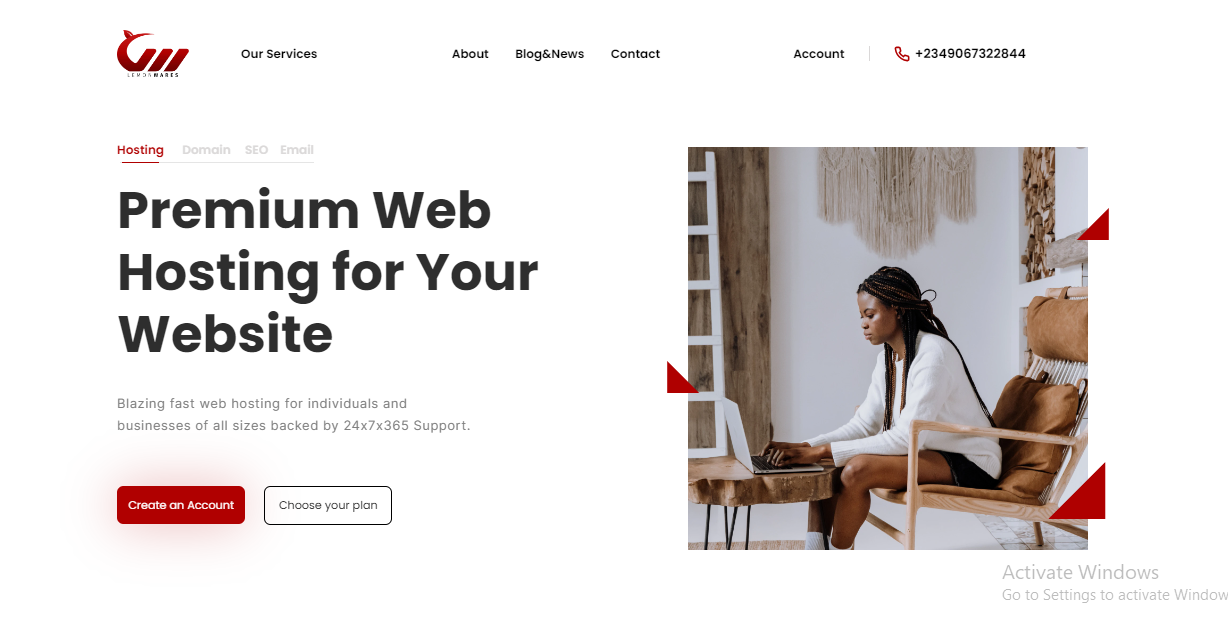 LEMONWARES
Our Services
About
Blog&News
Contact
Account
+2349067322844
Hosting
Domain
SEO
Email
Premium Web
Hosting for Your
Website
Blazing fast web hosting for individuals and
businesses of all sizes backed by 24x7x365 Support.
Create an Account
Choose your plan
Activate Windows
Go to Settings to activate Window